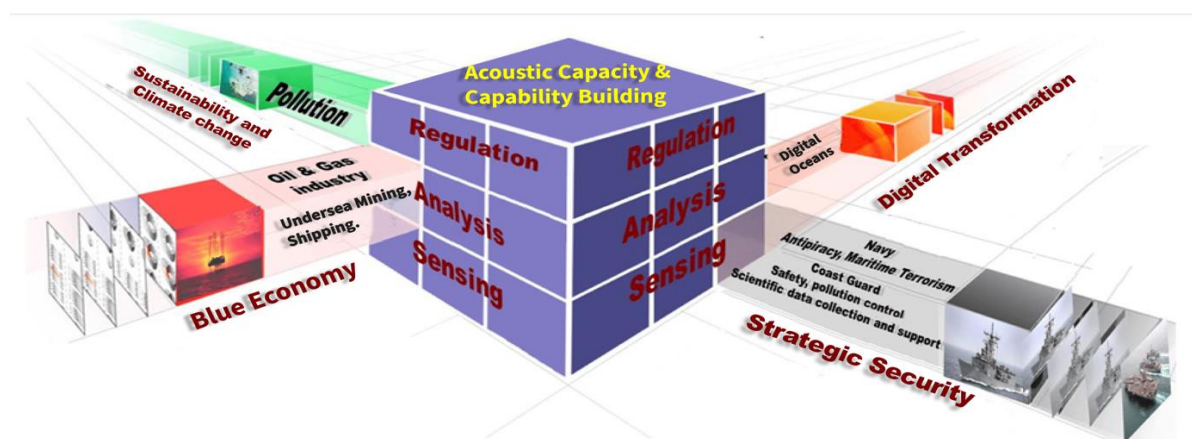 Acoustic Capacity &
Capability Building
Regulation
Analysis
Sensing
Regulation
Analysis
Sensing
Pollution
Sustainability and
Climate change
Oil & Gas
industry
Undersea Mining,
Shipping.
Blue Economy
Digital
Oceans
Digital Transformation
Navy
Antipiracy, Maritime Terrorism
Coast Guard
Safety, pollution control
Scientific data collection and support
Strategic Security